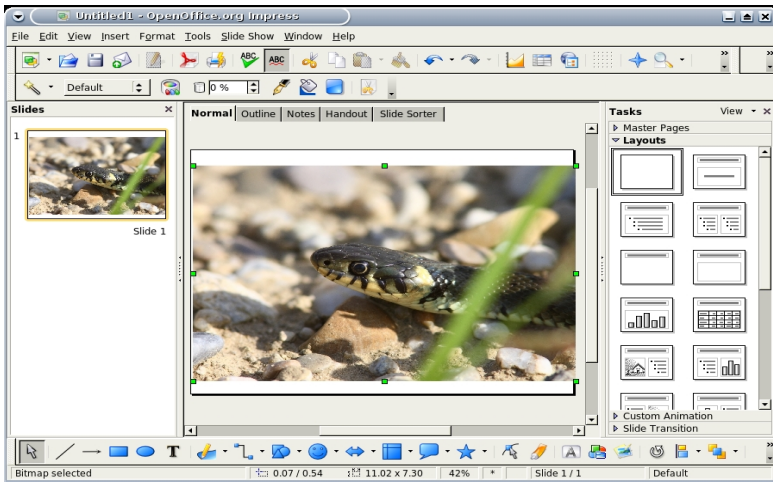 Untitled1 - OpenOffice.org Impress
File Edit View Insert Format Tools Slide Show Window Help
ABC ABC
Default 0 %
Slides
Normal Outline Notes Handout Slide Sorter
Tasks View
Master Pages
Layouts
1
Slide 1
Custom Animation
Slide Transition
T A
Bitmap selected 0.07 / 0.54 11.02 x 7.30 42% * Slide 1 / 1 Default